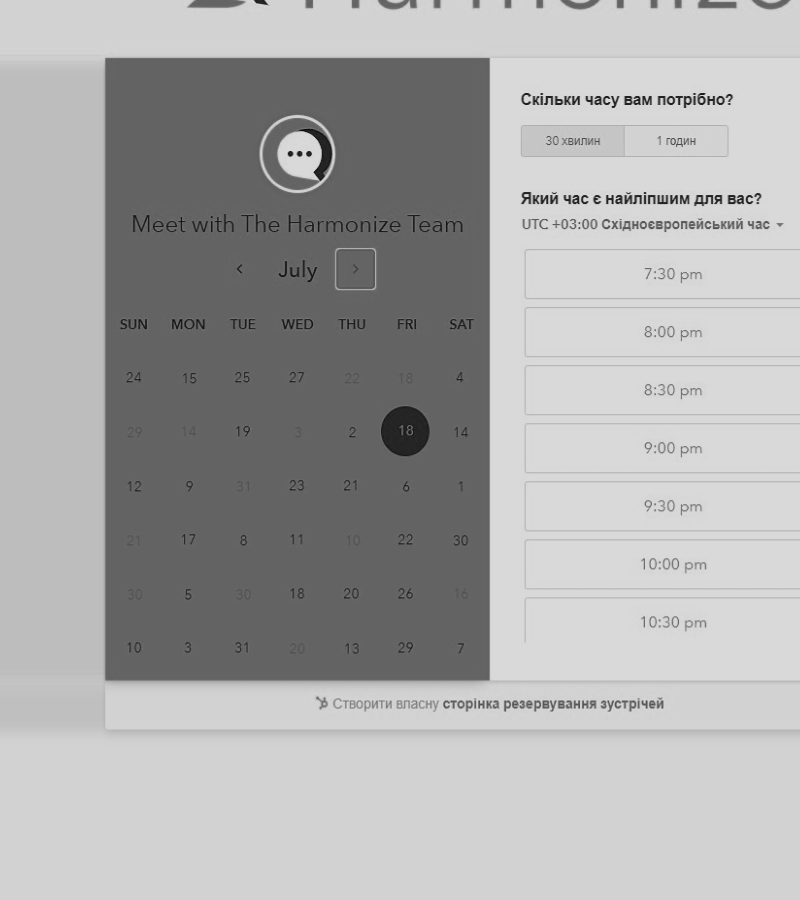 Harmonize
Meet with The Harmonize Team
July
SUN MON TUE WED THU FRI SAT
24 15 25 27 22 18 4
29 14 19 3 2 18 14
12 9 31 23 21 6 1
21 17 8 11 10 22 30
30 5 30 18 20 26 16
10 3 31 20 13 29 7
Скільки часу вам потрібно?
30 хвилин 1 годин
Який час є найліпшим для вас?
UTC +03:00 Східноєвропейський час
7:30 pm
8:00 pm
8:30 pm
9:00 pm
9:30 pm
10:00 pm
10:30 pm
Створити власну сторінка резервування зустрічей